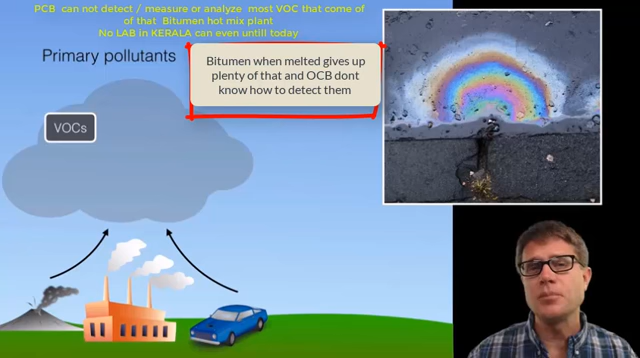 PCB can not detect / measure or analyze most VOC that come of
of that Bitumen hot mix plant
No LAB in KERALA can even untill today
Primary pollutants
Bitumen when melted gives up
plenty of that and OCB dont
know how to detect them
VOCs